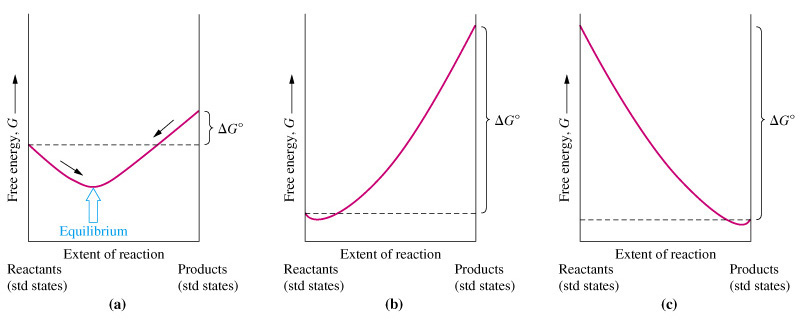 Free energy, G
ΔG°
Equilibrium
Extent of reaction
Reactants
(std states)
Products
(std states)
(a)
Free energy, G
ΔG°
Extent of reaction
Reactants
(std states)
Products
(std states)
(b)
Free energy, G
ΔG°
Extent of reaction
Reactants
(std states)
Products
(std states)
(c)